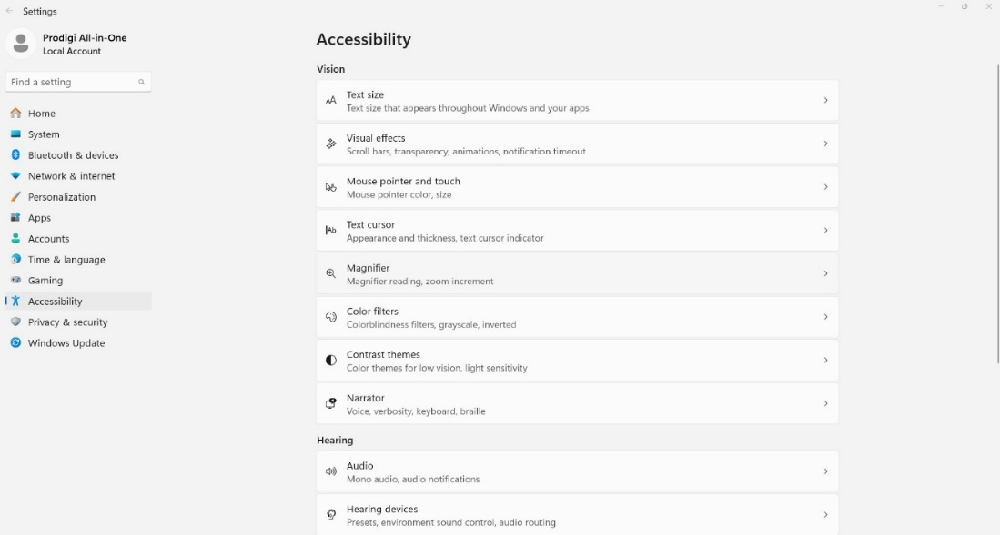 Settings
Prodigi All-in-One
Local Account
Find a setting
Home
System
Bluetooth & devices
Network & internet
Personalization
Apps
Accounts
Time & language
Gaming
Accessibility
Privacy & security
Windows Update
Accessibility
Vision
Text size
Text size that appears throughout Windows and your apps
Visual effects
Scroll bars, transparency, animations, notification timeout
Mouse pointer and touch
Mouse pointer color, size
Text cursor
Appearance and thickness, text cursor indicator
Magnifier
Magnifier reading, zoom increment
Color filters
Colorblindness filters, grayscale, inverted
Contrast themes
Color themes for low vision, light sensitivity
Narrator
Voice, verbosity, keyboard, braille
Hearing
Audio
Mono audio, audio notifications
Hearing devices
Presets, environment sound control, audio routing